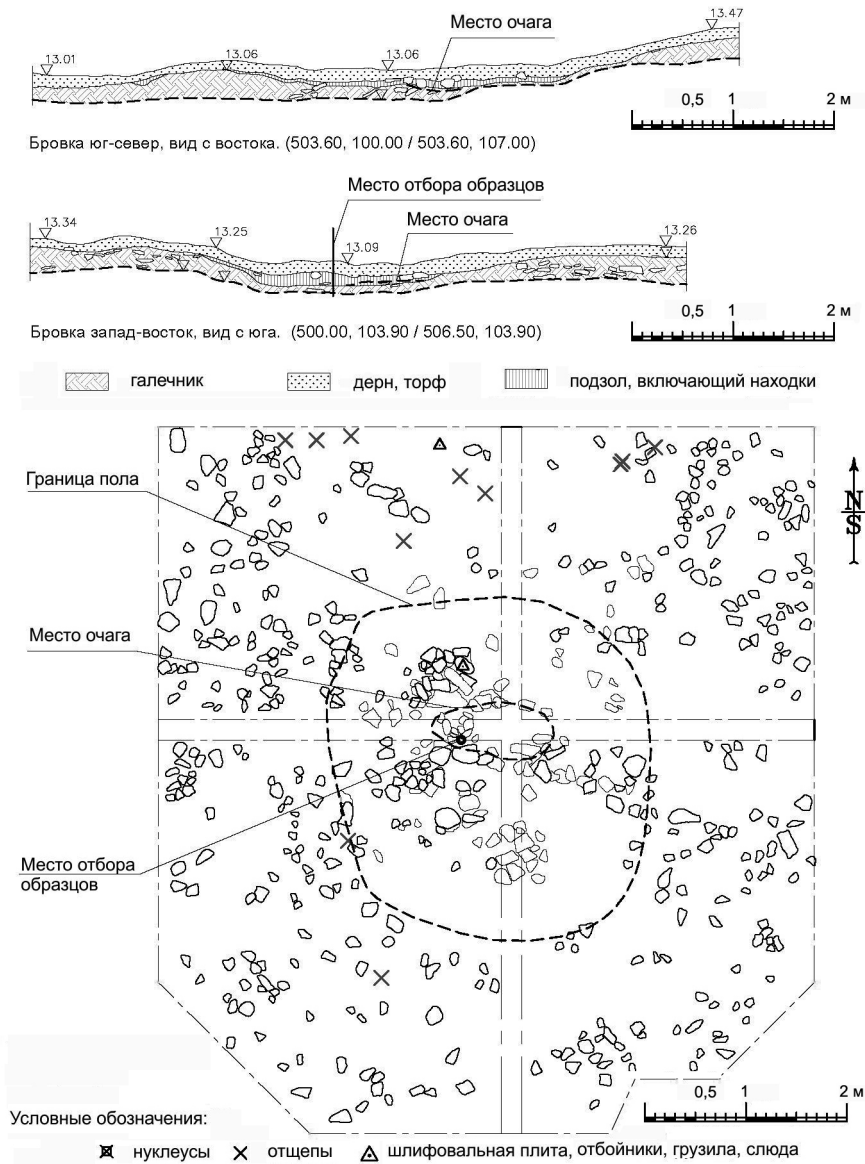 13.47
Место очага
13.01 13.06 13.06
0,5 1 2 м
Бровка юг-север, вид с востока. (503.60, 100.00 / 503.60, 107.00)
Место отбора образцов
Место очага
13.34 13.25 13.09 13.26
0,5 1 2 м
Бровка запад-восток, вид с юга. (500.00, 103.90 / 506.50, 103.90)
галечник дерн, торф подзол, включающий находки
Граница пола
N
S
Место очага
Место отбора
образцов
0,5 1 2 м
Условные обозначения:
нуклеусы отщепы шлифовальная плита, отбойники, грузила, слюда